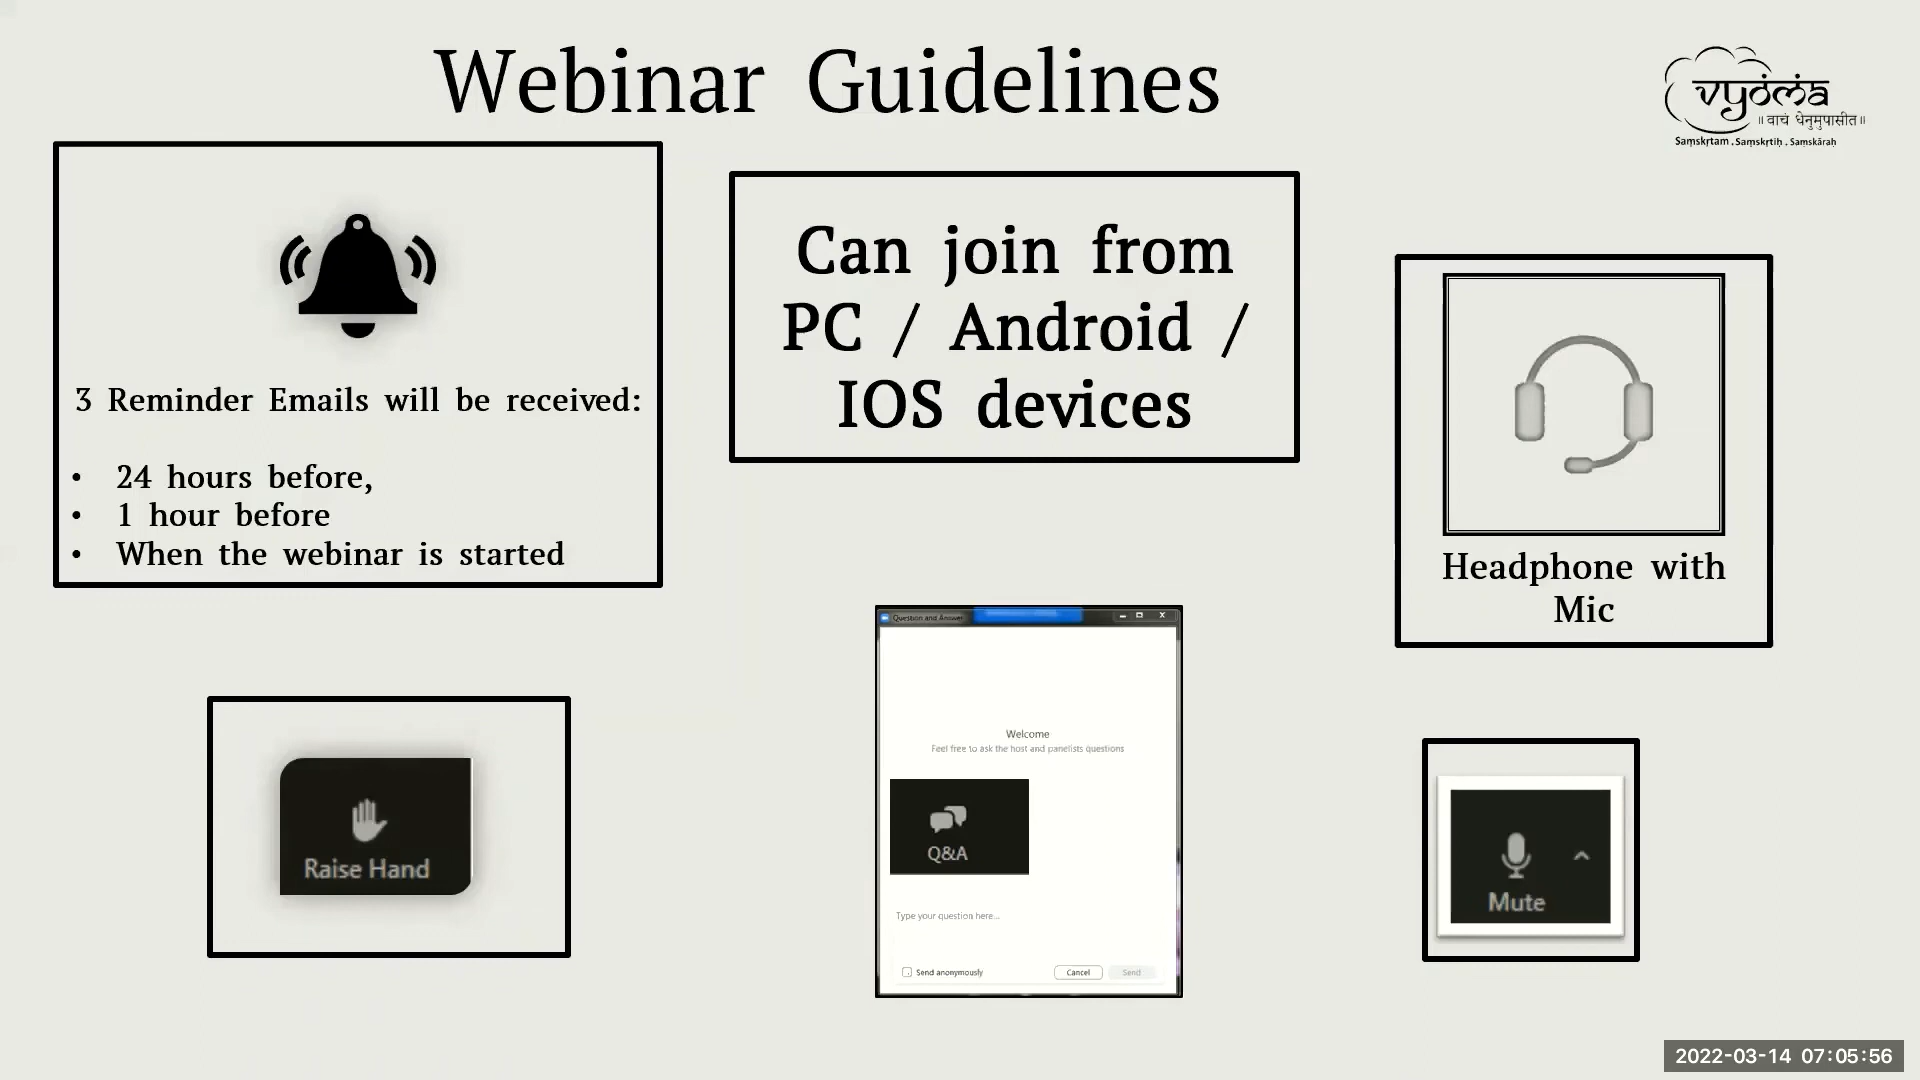 Webinar Guidelines
vyoma
॥ वाचं धेनुमुपासीत॥
Saṃskṛtam . Saṃskṛtiḥ . Saṃskāraḥ
3 Reminder Emails will be received:
• 24 hours before,
• 1 hour before
• When the webinar is started
Can join from
PC / Android /
IOS devices
Headphone with
Mic
Raise Hand
Question and Answer
Welcome
Feel free to ask the host and panelists questions
Q&A
Type your question here...
Send anonymously
Cancel
Send
Mute
2022-03-14 07:05:56